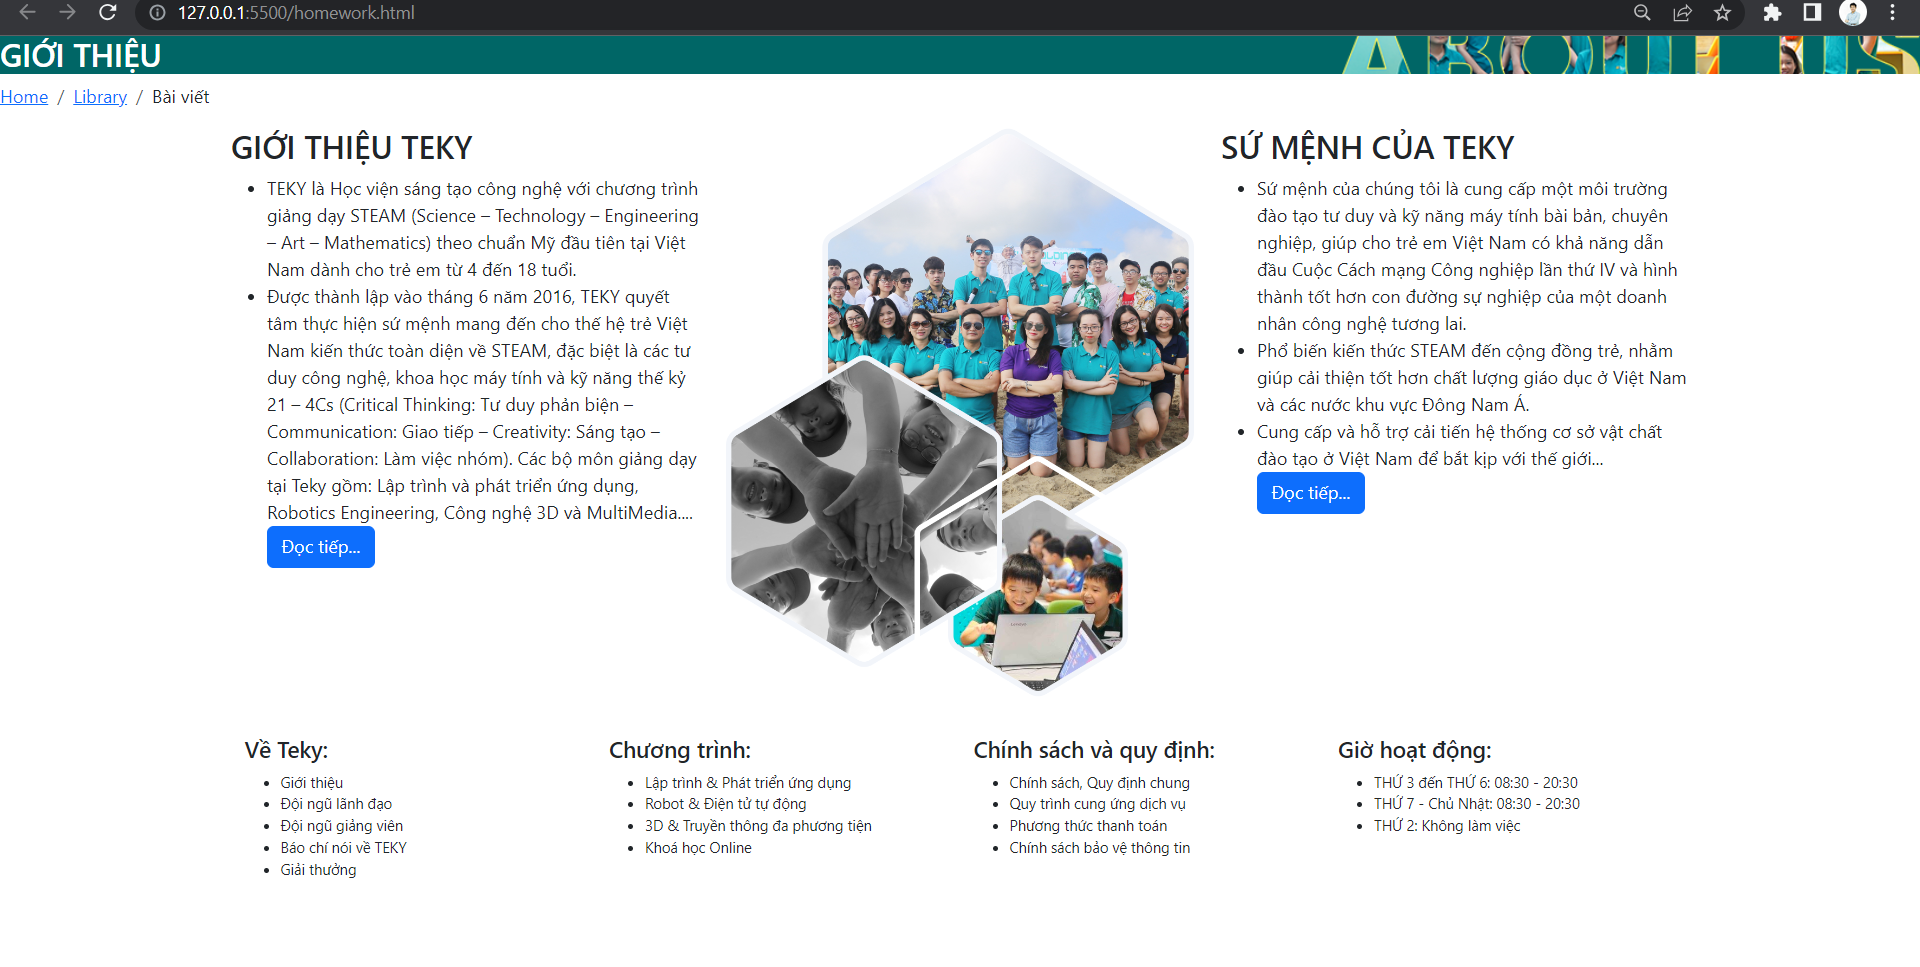 127.0.0.1:5500/homework.html
GIỚI THIỆU
ABOUT US
Home / Library / Bài viết
GIỚI THIỆU TEKY
TEKY là Học viện sáng tạo công nghệ với chương trình
giảng dạy STEAM (Science – Technology – Engineering
– Art – Mathematics) theo chuẩn Mỹ đầu tiên tại Việt
Nam dành cho trẻ em từ 4 đến 18 tuổi.
Được thành lập vào tháng 6 năm 2016, TEKY quyết
tâm thực hiện sứ mệnh mang đến cho thế hệ trẻ Việt
Nam kiến thức toàn diện về STEAM, đặc biệt là các tư
duy công nghệ, khoa học máy tính và kỹ năng thế kỷ
21 – 4Cs (Critical Thinking: Tư duy phản biện –
Communication: Giao tiếp – Creativity: Sáng tạo –
Collaboration: Làm việc nhóm). Các bộ môn giảng dạy
tại Teky gồm: Lập trình và phát triển ứng dụng,
Robotics Engineering, Công nghệ 3D và MultiMedia....
Đọc tiếp...
SỨ MỆNH CỦA TEKY
Sứ mệnh của chúng tôi là cung cấp một môi trường
đào tạo tư duy và kỹ năng máy tính bài bản, chuyên
nghiệp, giúp cho trẻ em Việt Nam có khả năng dẫn
đầu Cuộc Cách mạng Công nghiệp lần thứ IV và hình
thành tốt hơn con đường sự nghiệp của một doanh
nhân công nghệ tương lai.
Phổ biến kiến thức STEAM đến cộng đồng trẻ, nhằm
giúp cải thiện tốt hơn chất lượng giáo dục ở Việt Nam
và các nước khu vực Đông Nam Á.
Cung cấp và hỗ trợ cải tiến hệ thống cơ sở vật chất
đào tạo ở Việt Nam để bắt kịp với thế giới...
Đọc tiếp...
Về Teky:
Giới thiệu
Đội ngũ lãnh đạo
Đội ngũ giảng viên
Báo chí nói về TEKY
Giải thưởng
Chương trình:
Lập trình & Phát triển ứng dụng
Robot & Điện tử tự động
3D & Truyền thông đa phương tiện
Khoá học Online
Chính sách và quy định:
Chính sách, Quy định chung
Quy trình cung ứng dịch vụ
Phương thức thanh toán
Chính sách bảo vệ thông tin
Giờ hoạt động:
THỨ 3 đến THỨ 6: 08:30 - 20:30
THỨ 7 - Chủ Nhật: 08:30 - 20:30
THỨ 2: Không làm việc